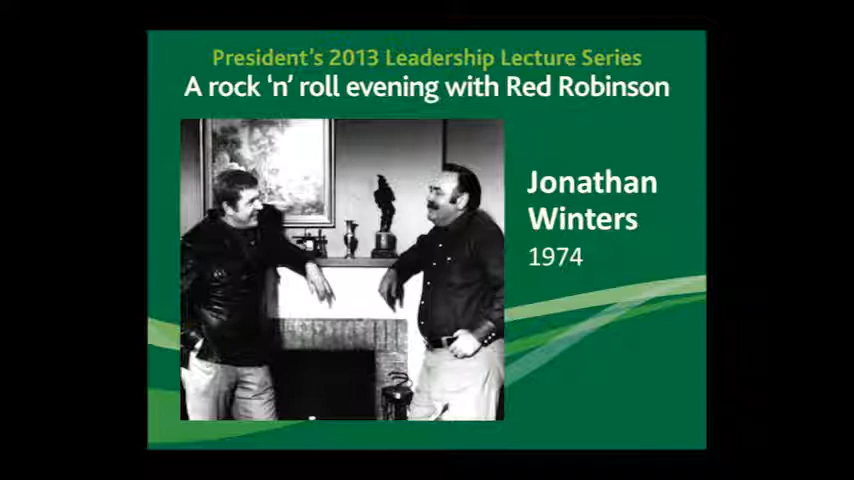 President's 2013 Leadership Lecture Series
A rock 'n' roll evening with Red Robinson
Jonathan
Winters
1974